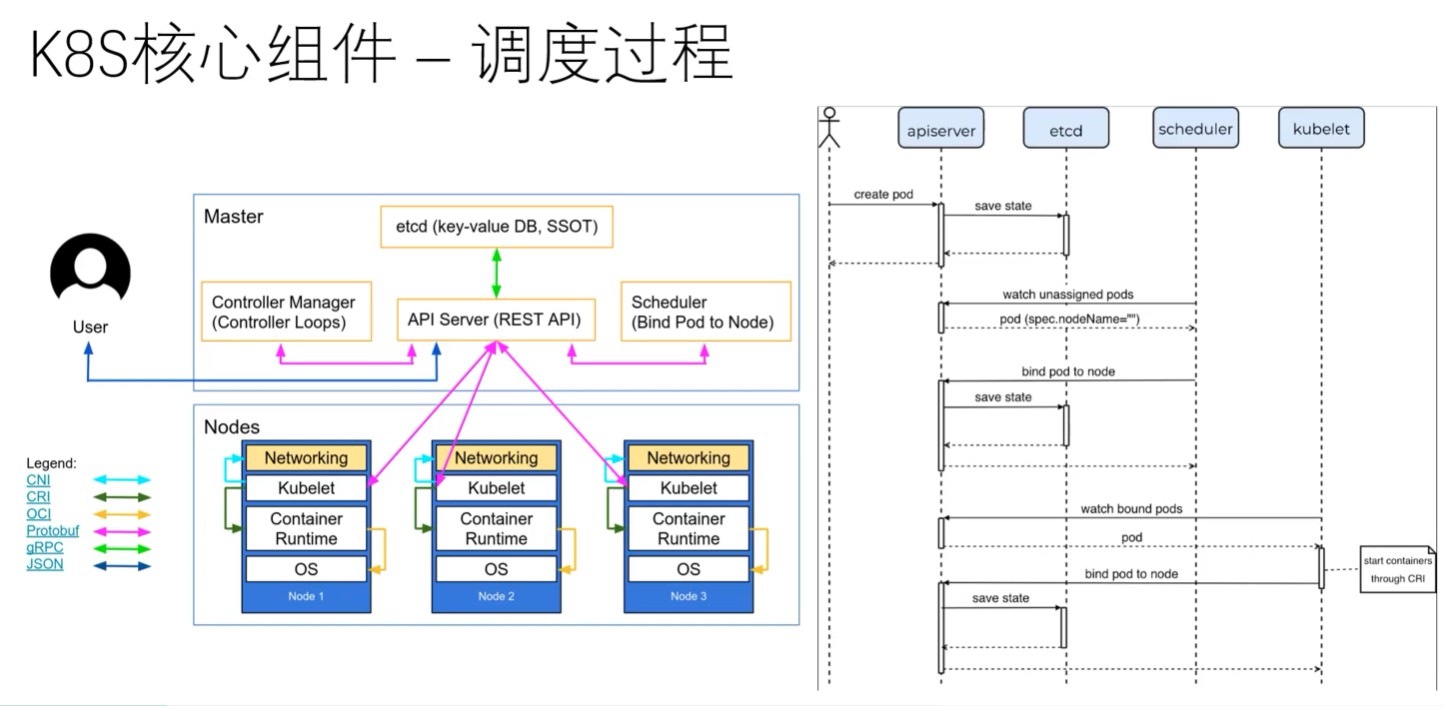 K8S核心组件 – 调度过程
User
Master
etcd (key-value DB, SSOT)
Controller Manager
(Controller Loops)
API Server (REST API)
Scheduler
(Bind Pod to Node)
Nodes
Networking
Kubelet
Container
Runtime
OS
Node 1
Networking
Kubelet
Container
Runtime
OS
Node 2
Networking
Kubelet
Container
Runtime
OS
Node 3
Legend:
CNI
CRI
OCI
Protobuf
gRPC
JSON
apiserver
etcd
scheduler
kubelet
create pod
save state
watch unassigned pods
pod (spec.nodeName="")
bind pod to node
save state
watch bound pods
pod
start containers
through CRI
bind pod to node
save state